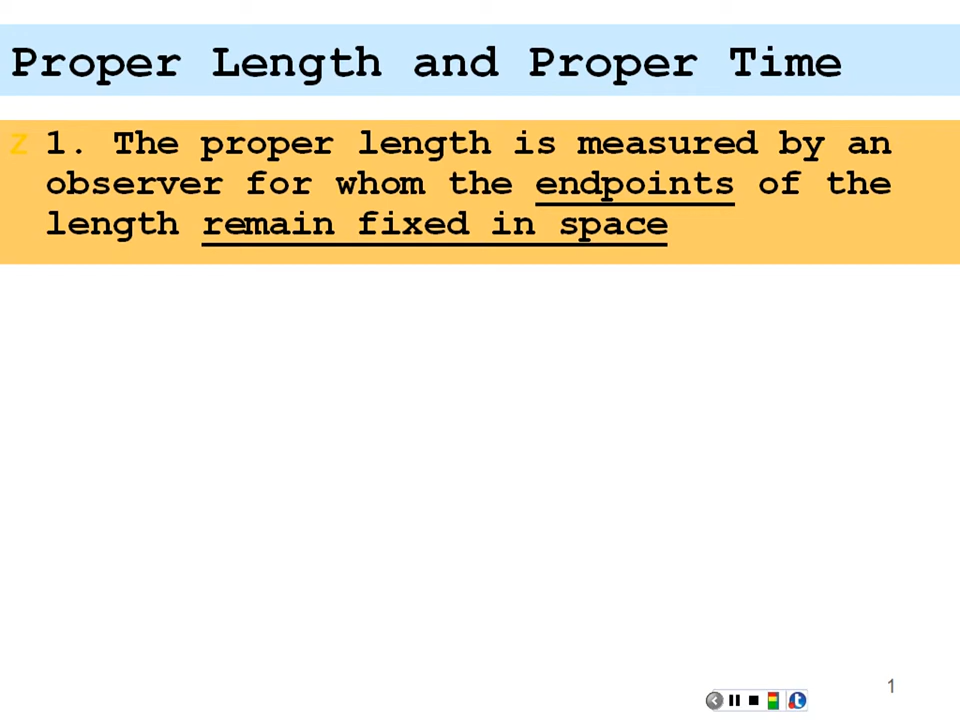 Proper Length and Proper Time
Z 1. The proper length is measured by an
observer for whom the endpoints of the
length remain fixed in space
1